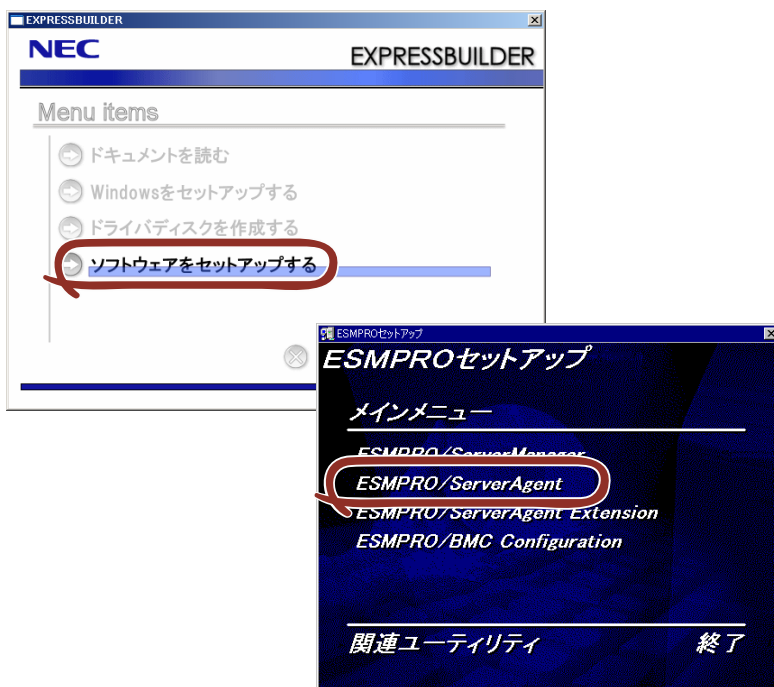 EXPRESSBUILDER
NEC
EXPRESSBUILDER
Menu items
ドキュメントを読む
Windowsをセットアップする
ドライバディスクを作成する
ソフトウェアをセットアップする
ESMPROセットアップ
ESMPROセットアップ
メインメニュー
ESMPRO/ServerManager
ESMPRO/ServerAgent
ESMPRO/ServerAgent Extension
ESMPRO/BMC Configuration
関連ユーティリティ
終了